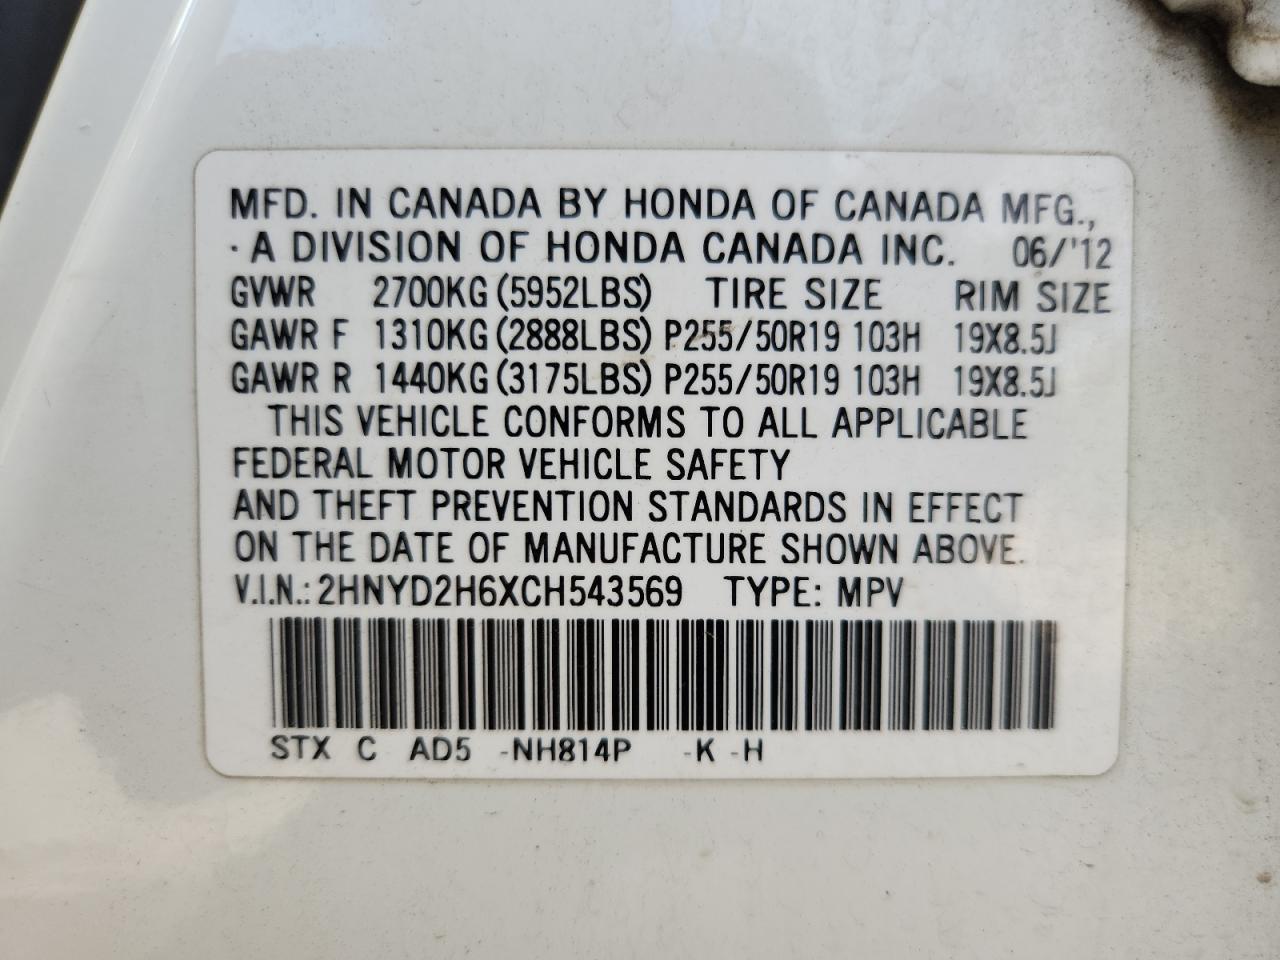 MFD. IN CANADA BY HONDA OF CANADA MFG.,
· A DIVISION OF HONDA CANADA INC. 06/'12
GVWR 2700KG (5952LBS) TIRE SIZE RIM SIZE
GAWR F 1310KG (2888LBS) P255/50R19 103H 19X8.5J
GAWR R 1440KG (3175LBS) P255/50R19 103H 19X8.5J
THIS VEHICLE CONFORMS TO ALL APPLICABLE
FEDERAL MOTOR VEHICLE SAFETY
AND THEFT PREVENTION STANDARDS IN EFFECT
ON THE DATE OF MANUFACTURE SHOWN ABOVE.
V.I.N.: 2HNYD2H6XCH543569 TYPE: MPV
STX C AD5 -NH814P -K -H